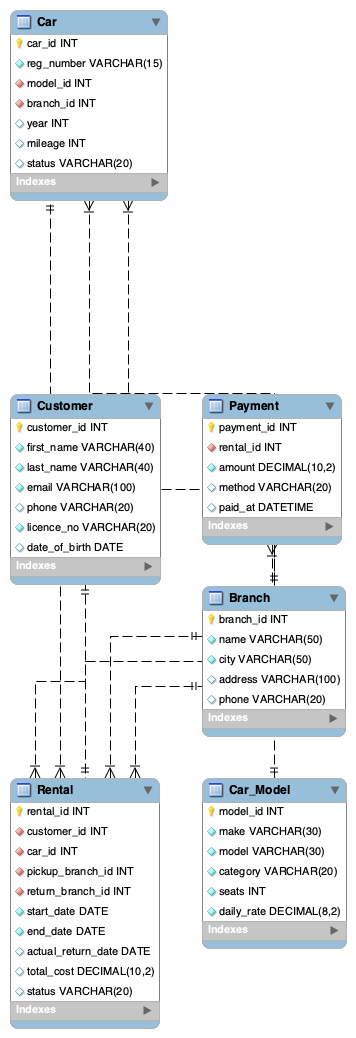 Car
car_id INT
reg_number VARCHAR(15)
model_id INT
branch_id INT
year INT
mileage INT
status VARCHAR(20)
Indexes
Customer
customer_id INT
first_name VARCHAR(40)
last_name VARCHAR(40)
email VARCHAR(100)
phone VARCHAR(20)
licence_no VARCHAR(20)
date_of_birth DATE
Indexes
Payment
payment_id INT
rental_id INT
amount DECIMAL(10,2)
method VARCHAR(20)
paid_at DATETIME
Indexes
Branch
branch_id INT
name VARCHAR(50)
city VARCHAR(50)
address VARCHAR(100)
phone VARCHAR(20)
Indexes
Rental
rental_id INT
customer_id INT
car_id INT
pickup_branch_id INT
return_branch_id INT
start_date DATE
end_date DATE
actual_return_date DATE
total_cost DECIMAL(10,2)
status VARCHAR(20)
Indexes
Car_Model
model_id INT
make VARCHAR(30)
model VARCHAR(30)
category VARCHAR(20)
seats INT
daily_rate DECIMAL(8,2)
Indexes